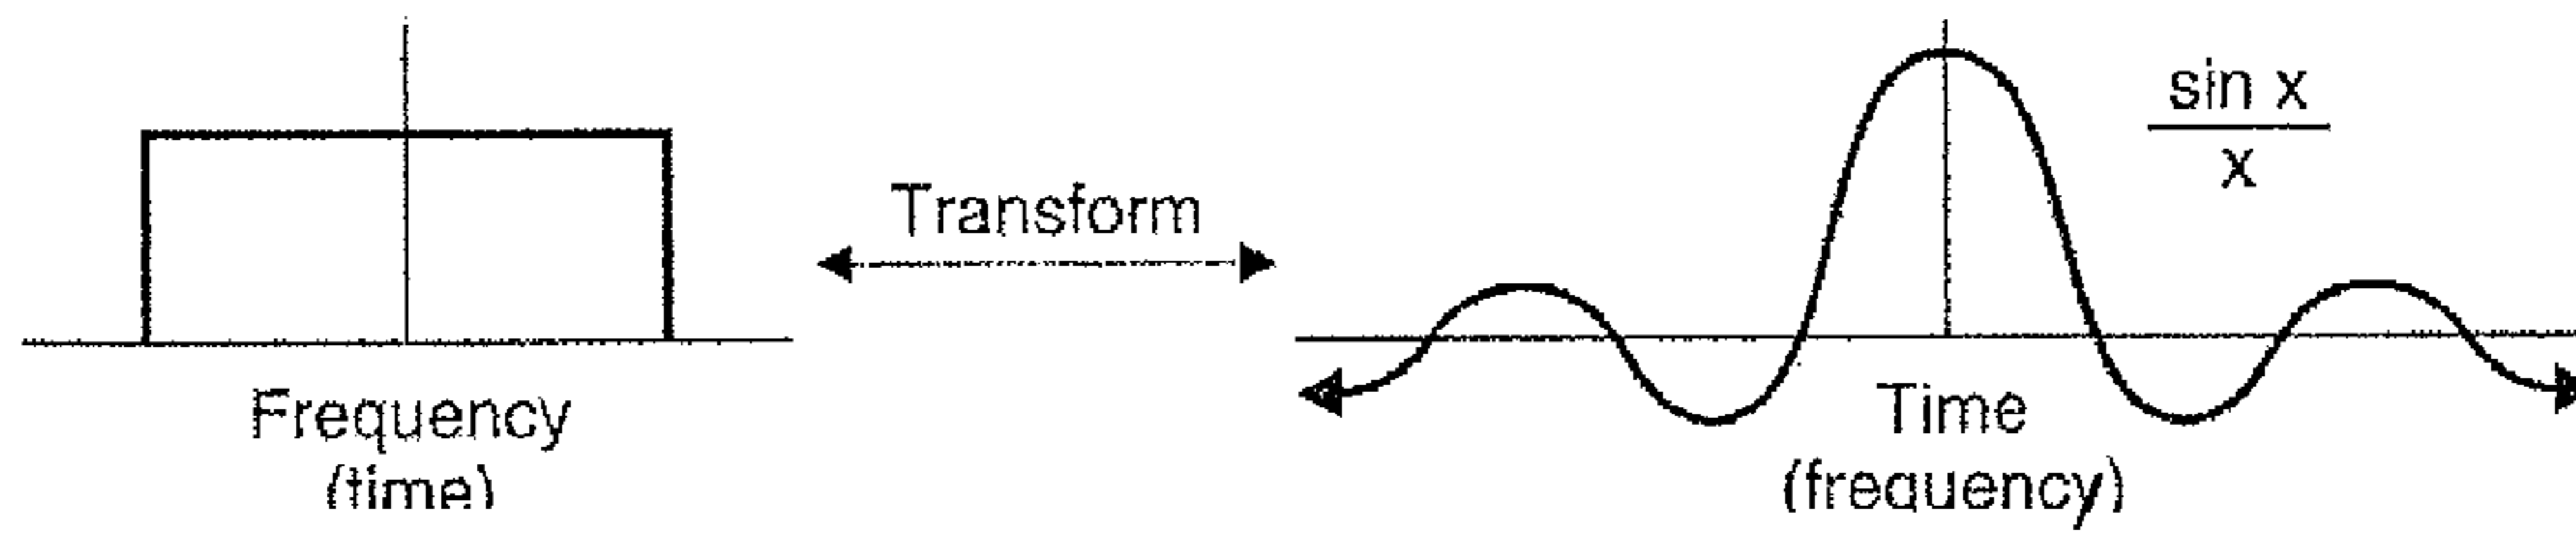 Frequency
(time)
Transform
sin x
x
Time
(frequency)